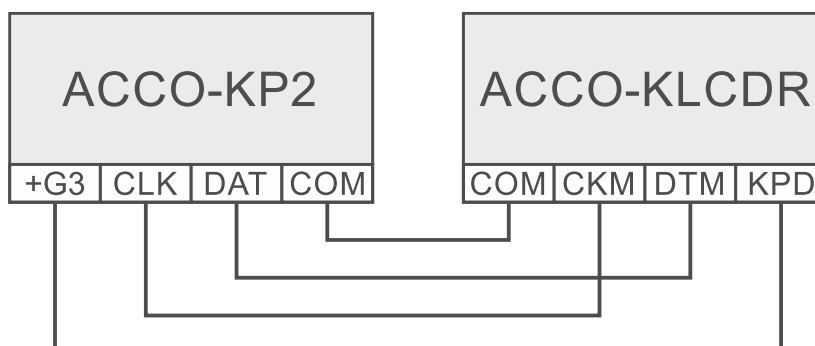 ACCO-KP2 ACCO-KLCDR
+G3 CLK DAT COM COM CKM DTM KPD